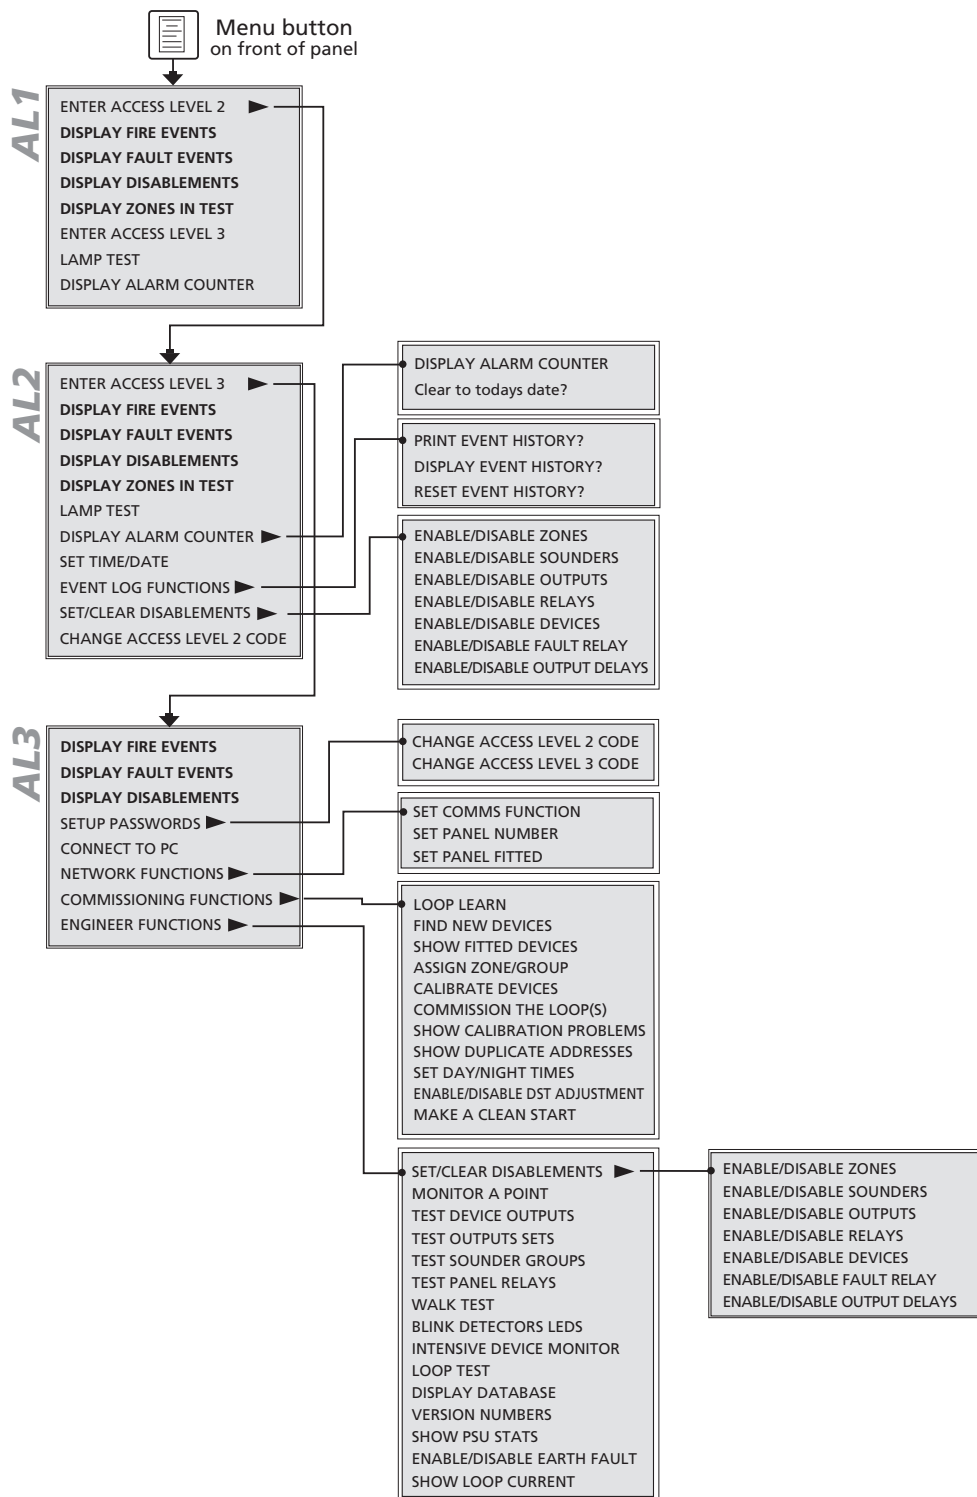 Menu button
on front of panel
AL1
ENTER ACCESS LEVEL 2
DISPLAY FIRE EVENTS
DISPLAY FAULT EVENTS
DISPLAY DISABLEMENTS
DISPLAY ZONES IN TEST
ENTER ACCESS LEVEL 3
LAMP TEST
DISPLAY ALARM COUNTER
AL2
ENTER ACCESS LEVEL 3
DISPLAY FIRE EVENTS
DISPLAY FAULT EVENTS
DISPLAY DISABLEMENTS
DISPLAY ZONES IN TEST
LAMP TEST
DISPLAY ALARM COUNTER
SET TIME/DATE
EVENT LOG FUNCTIONS
SET/CLEAR DISABLEMENTS
CHANGE ACCESS LEVEL 2 CODE
DISPLAY ALARM COUNTER
Clear to todays date?
PRINT EVENT HISTORY?
DISPLAY EVENT HISTORY?
RESET EVENT HISTORY?
ENABLE/DISABLE ZONES
ENABLE/DISABLE SOUNDERS
ENABLE/DISABLE OUTPUTS
ENABLE/DISABLE RELAYS
ENABLE/DISABLE DEVICES
ENABLE/DISABLE FAULT RELAY
ENABLE/DISABLE OUTPUT DELAYS
AL3
DISPLAY FIRE EVENTS
DISPLAY FAULT EVENTS
DISPLAY DISABLEMENTS
SETUP PASSWORDS
CONNECT TO PC
NETWORK FUNCTIONS
COMMISSIONING FUNCTIONS
ENGINEER FUNCTIONS
CHANGE ACCESS LEVEL 2 CODE
CHANGE ACCESS LEVEL 3 CODE
SET COMMS FUNCTION
SET PANEL NUMBER
SET PANEL FITTED
LOOP LEARN
FIND NEW DEVICES
SHOW FITTED DEVICES
ASSIGN ZONE/GROUP
CALIBRATE DEVICES
COMMISSION THE LOOP(S)
SHOW CALIBRATION PROBLEMS
SHOW DUPLICATE ADDRESSES
SET DAY/NIGHT TIMES
ENABLE/DISABLE DST ADJUSTMENT
MAKE A CLEAN START
SET/CLEAR DISABLEMENTS
MONITOR A POINT
TEST DEVICE OUTPUTS
TEST OUTPUTS SETS
TEST SOUNDER GROUPS
TEST PANEL RELAYS
WALK TEST
BLINK DETECTORS LEDS
INTENSIVE DEVICE MONITOR
LOOP TEST
DISPLAY DATABASE
VERSION NUMBERS
SHOW PSU STATS
ENABLE/DISABLE EARTH FAULT
SHOW LOOP CURRENT
ENABLE/DISABLE ZONES
ENABLE/DISABLE SOUNDERS
ENABLE/DISABLE OUTPUTS
ENABLE/DISABLE RELAYS
ENABLE/DISABLE DEVICES
ENABLE/DISABLE FAULT RELAY
ENABLE/DISABLE OUTPUT DELAYS